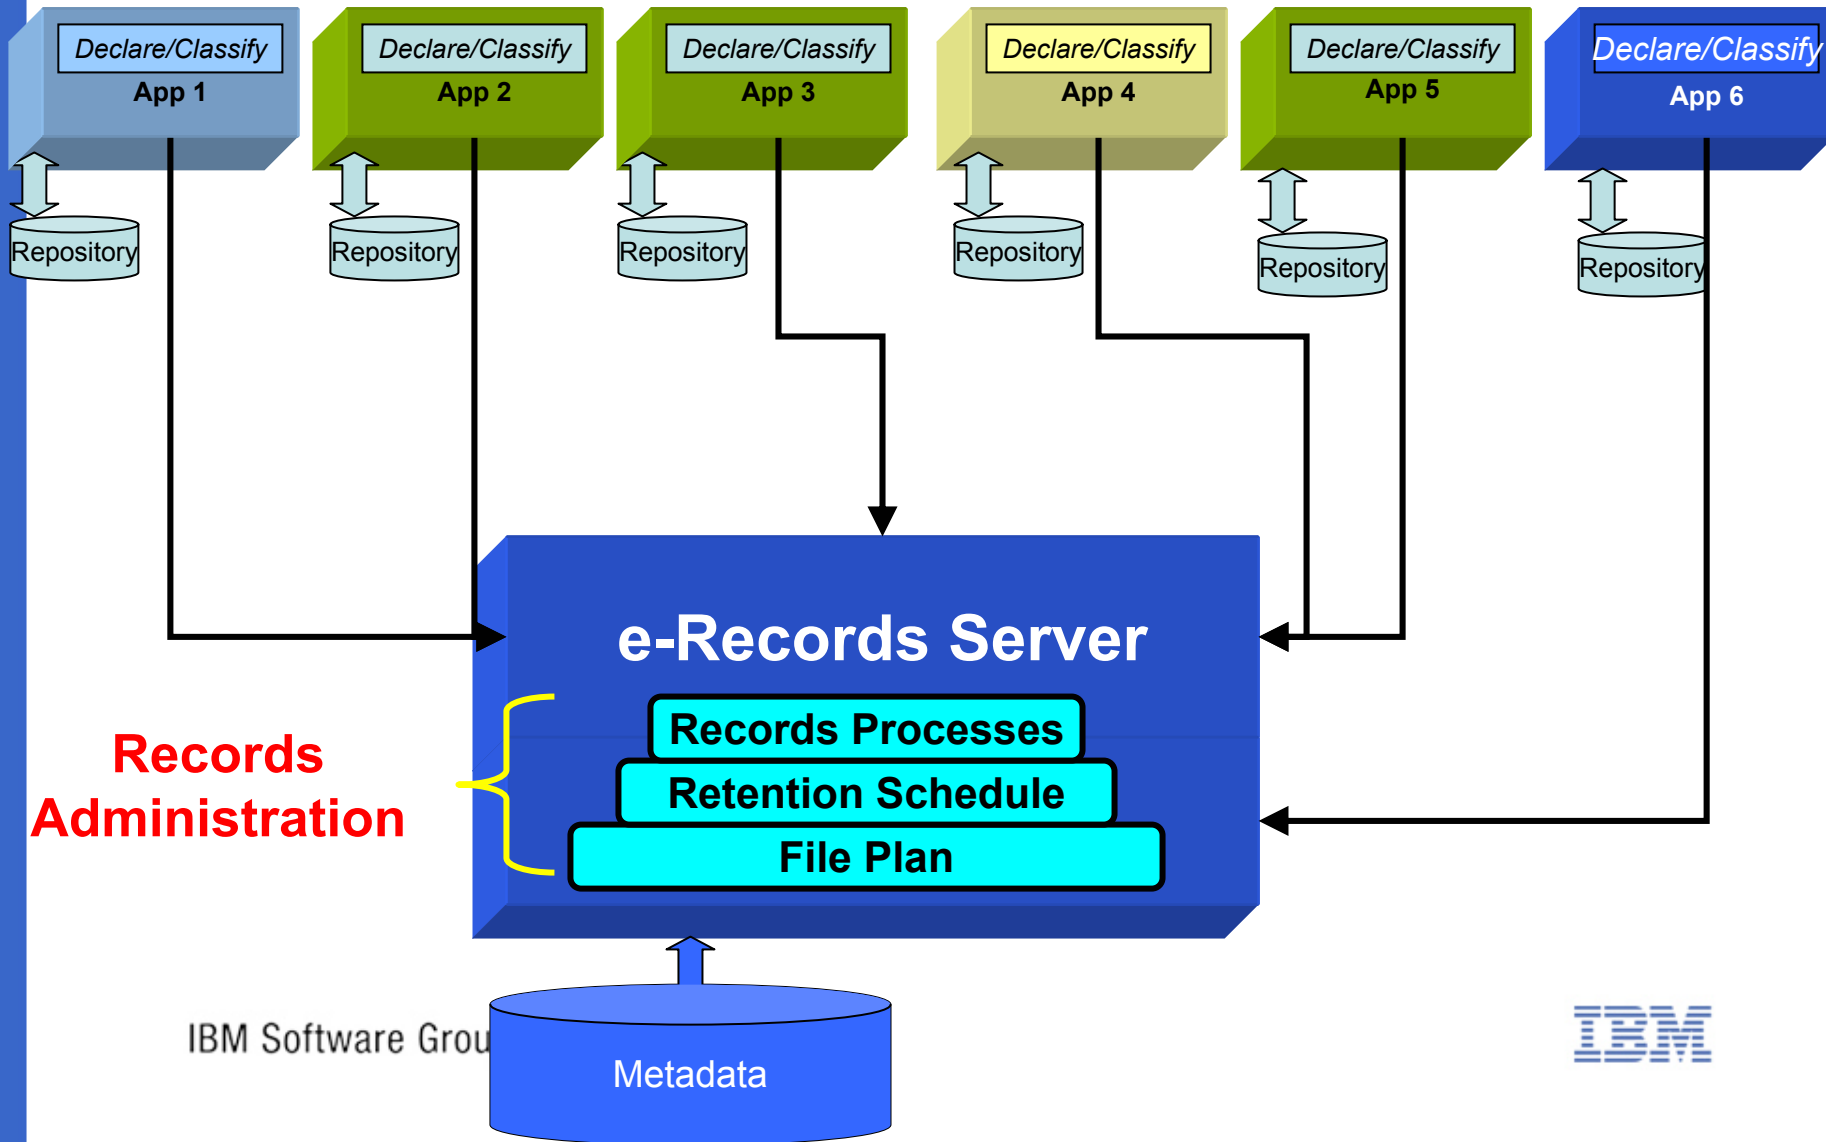 Declare/Classify
App 1
Declare/Classify
App 2
Declare/Classify
App 3
Declare/Classify
App 4
Declare/Classify
App 5
Declare/Classify
App 6
Repository
Repository
Repository
Repository
Repository
Repository
e-Records Server
Records Processes
Retention Schedule
File Plan
Records
Administration
IBM Software Grou
Metadata
IBM